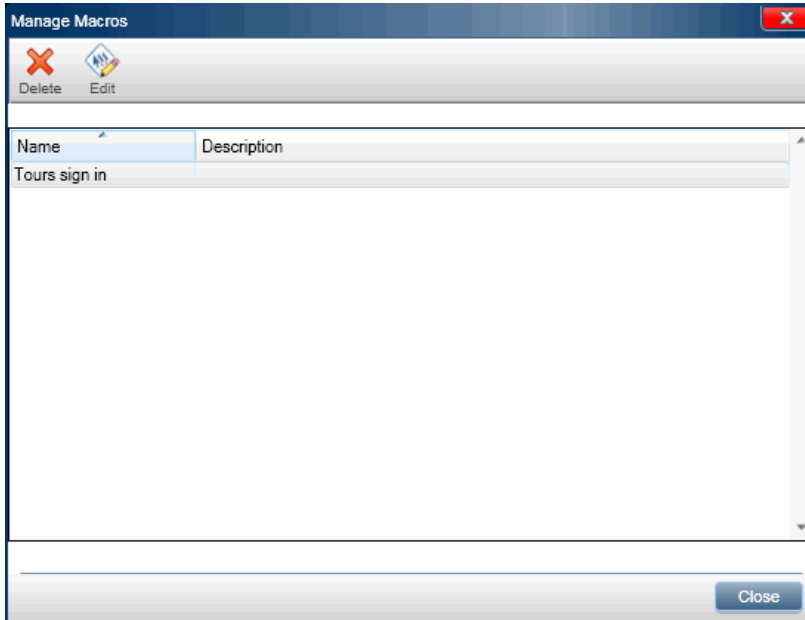 Manage Macros
Delete Edit
Name Description
Tours sign in
Close